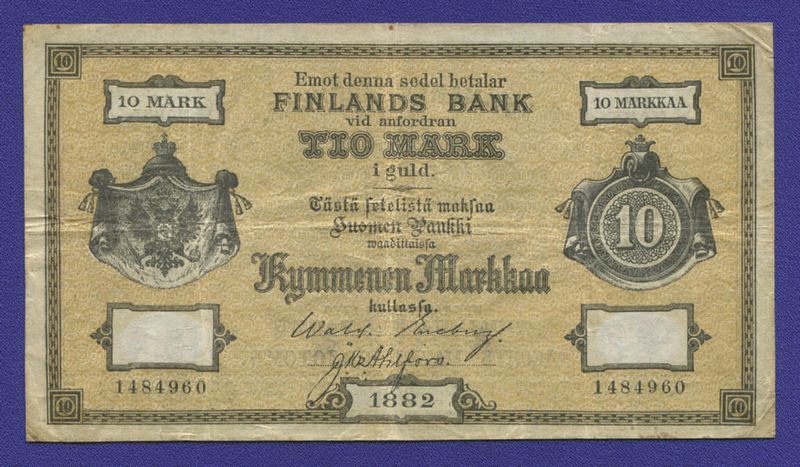 10
10
10 MARK
Emot denna sedel betalar
10 MARKKAA
FINLANDS BANK
vid anfordran
TIO MARK
i guld.
Tästä setelistä maksaa
Suomen Pankki
waadittaissa
10
Kymmenen Markkaa
kullassa.
1484960
1484960
1882
10
10